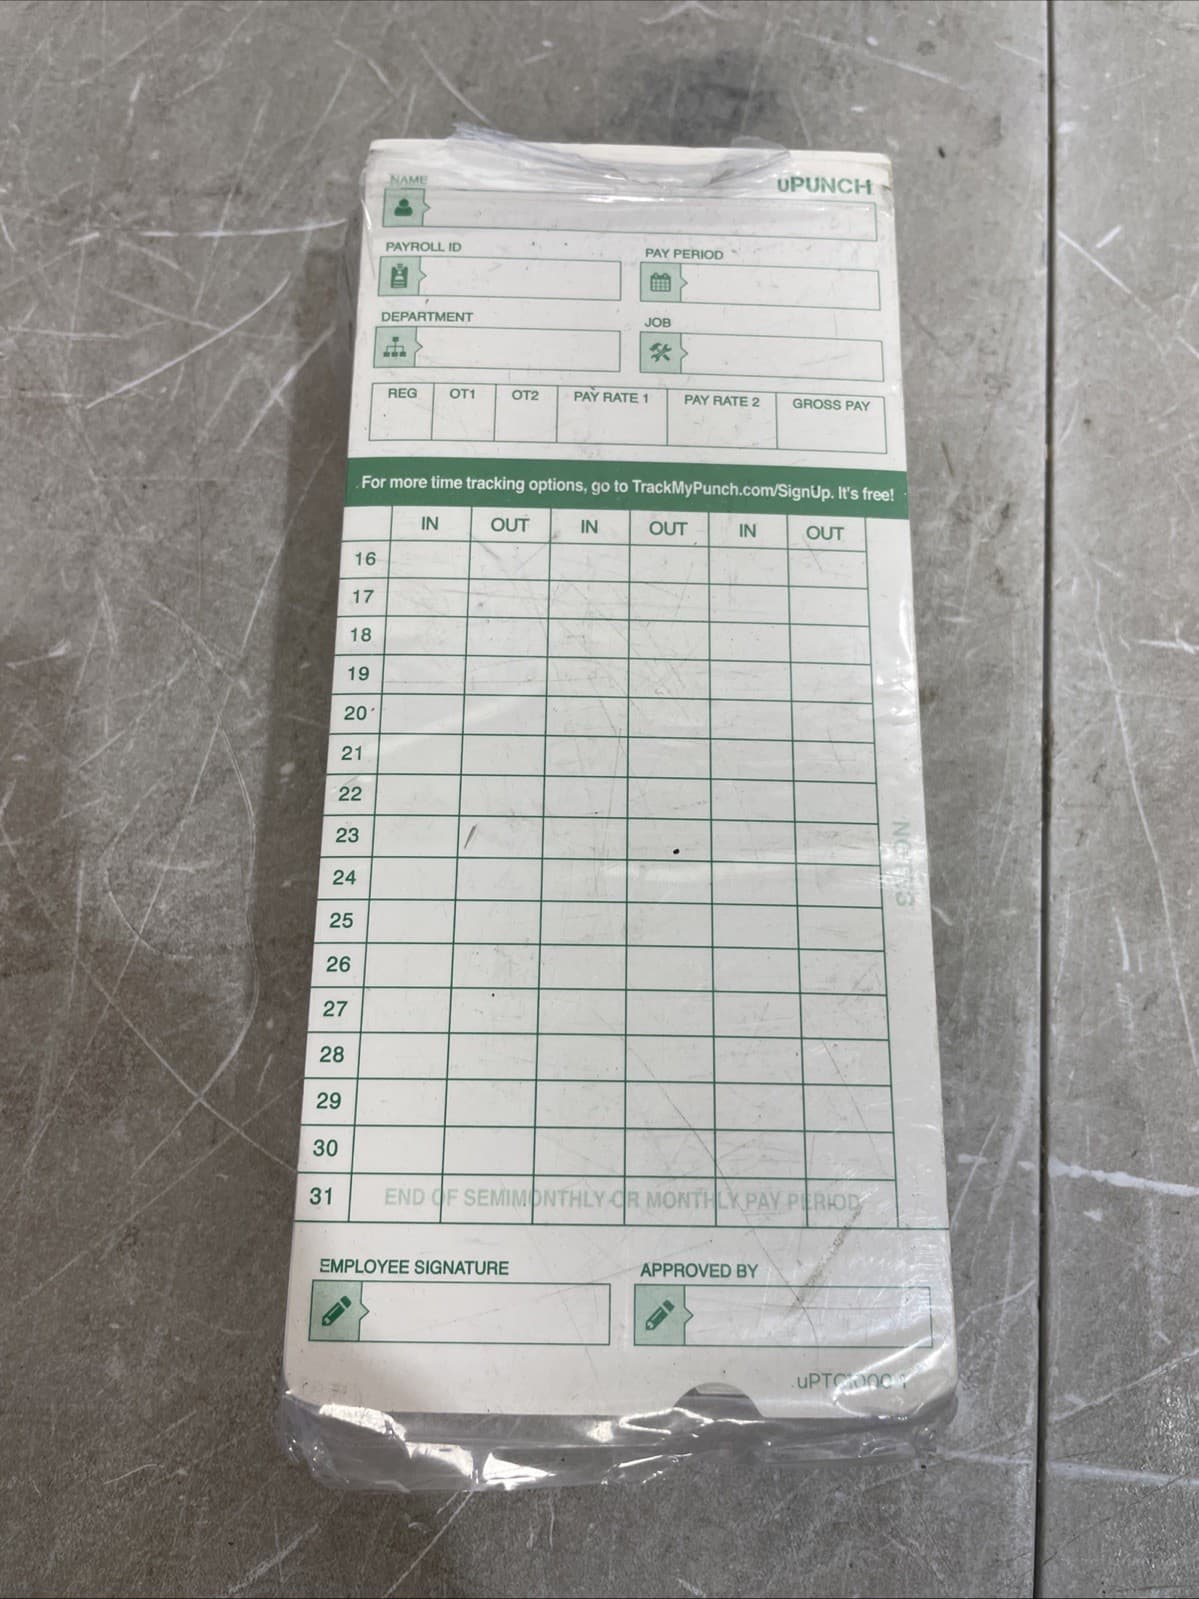 NAME
uPUNCH
PAYROLL ID
PAY PERIOD
DEPARTMENT
JOB
REG OT1 OT2 PAY RATE 1 PAY RATE 2 GROSS PAY
For more time tracking options, go to TrackMyPunch.com/SignUp. It's free!
IN OUT IN OUT IN OUT
16
17
18
19
20
21
22
23
24
25
26
27
28
29
30
31 END OF SEMIMONTHLY OR MONTHLY PAY PERIOD
NOTES
EMPLOYEE SIGNATURE
APPROVED BY